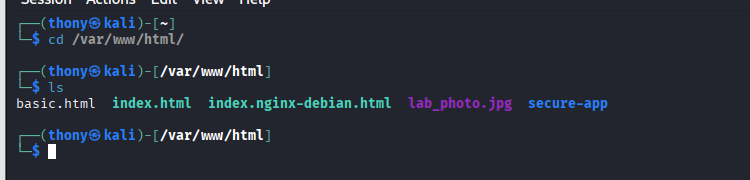 Session Actions Edit View Help
┌──(thony㉿kali)-[~]
└─$ cd /var/www/html/
┌──(thony㉿kali)-[/var/www/html]
└─$ ls
basic.html index.html index.nginx-debian.html lab_photo.jpg secure-app
┌──(thony㉿kali)-[/var/www/html]
└─$